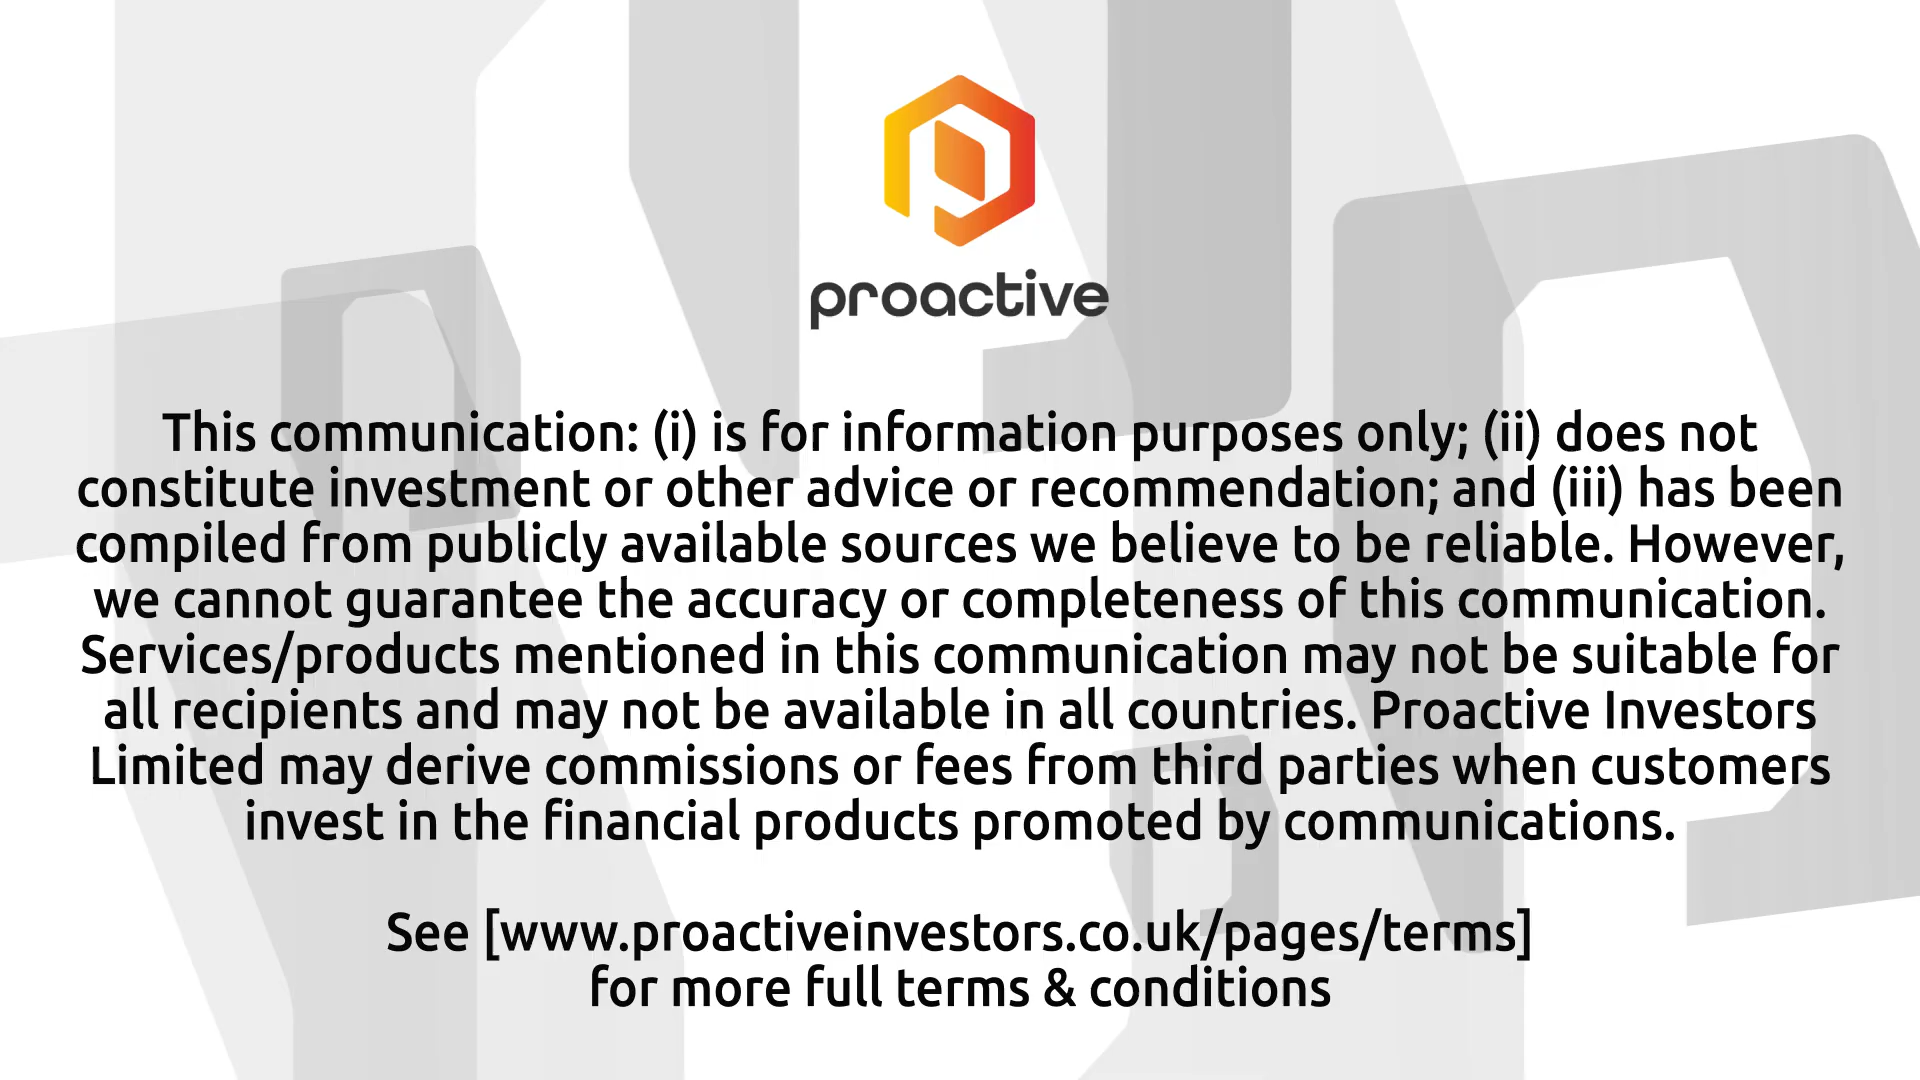 proactive
This communication: (i) is for information purposes only; (ii) does not
constitute investment or other advice or recommendation; and (iii) has been
compiled from publicly available sources we believe to be reliable. However,
we cannot guarantee the accuracy or completeness of this communication.
Services/products mentioned in this communication may not be suitable for
all recipients and may not be available in all countries. Proactive Investors
Limited may derive commissions or fees from third parties when customers
invest in the financial products promoted by communications.
See [www.proactiveinvestors.co.uk/pages/terms]
for more full terms & conditions